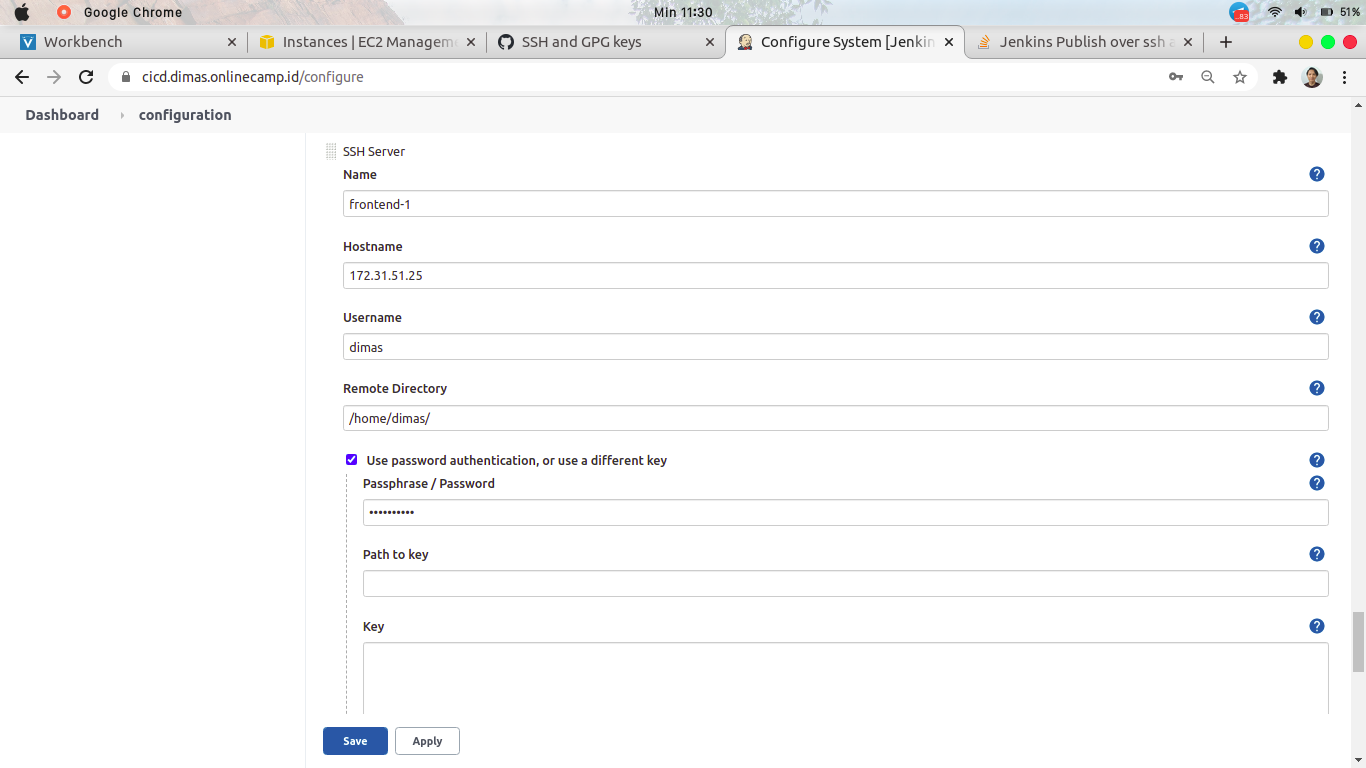 Google Chrome
Min 11:30
83
51%
Workbench
Instances | EC2 Managem
SSH and GPG keys
Configure System [Jenkin
Jenkins Publish over ssh a
cicd.dimas.onlinecamp.id/configure
Dashboard
configuration
SSH Server
Name
frontend-1
Hostname
172.31.51.25
Username
dimas
Remote Directory
/home/dimas/
Use password authentication, or use a different key
Passphrase / Password
••••••••••
Path to key
Key
Save
Apply